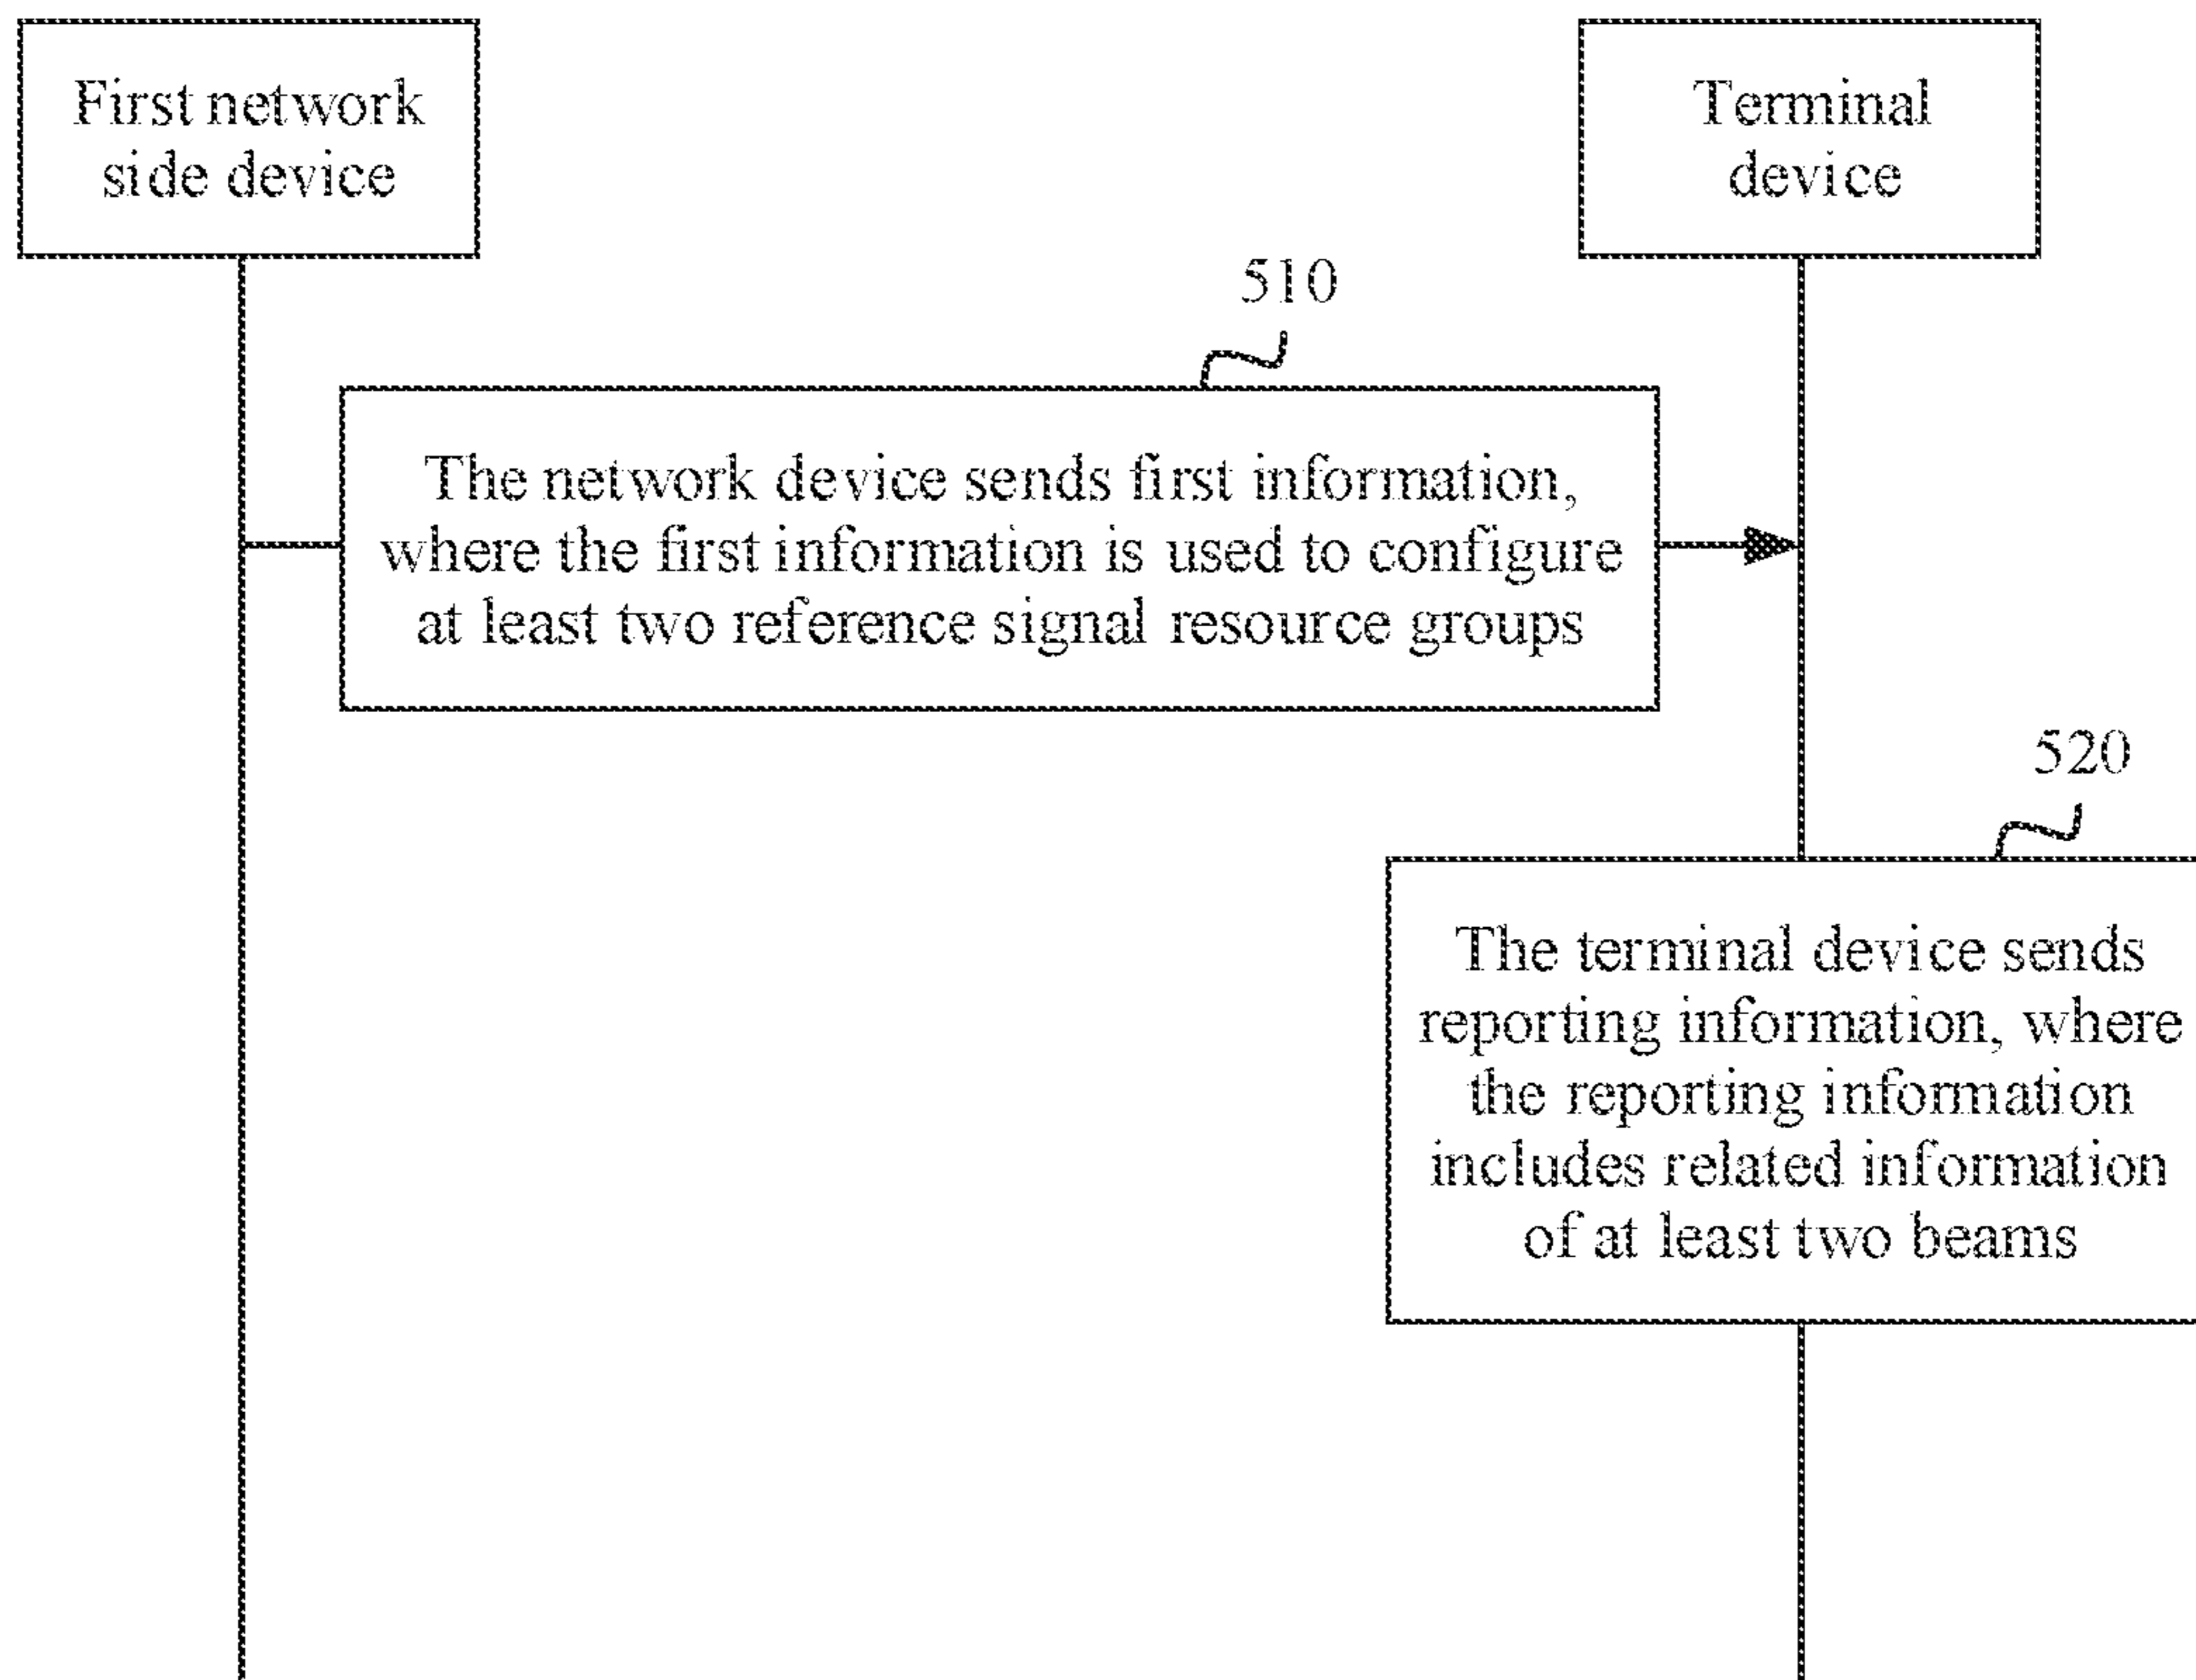 First network
side device
Terminal
device
510
The network device sends first information,
where the first information is used to configure
at least two reference signal resource groups
520
The terminal device sends
reporting information, where
the reporting information
includes related information
of at least two beams